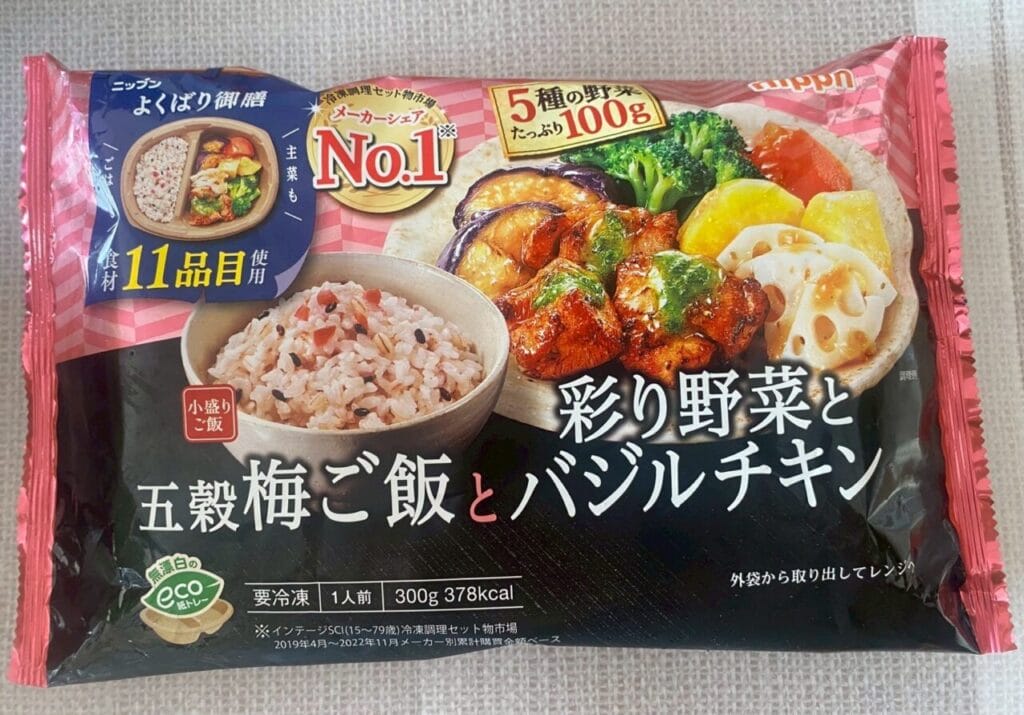 ニップン
よくばり御膳
ごは
主菜も
食材
11品目
使用
冷凍調理セット物市場
メーカーシェア
No.1※
5種の野菜
たっぷり100g
nippn
小盛り
ご飯
彩り野菜と
五穀梅ご飯とバジルチキン
無漂白の
eco
紙トレー
要冷凍 1人前 300g 378kcal
外袋から取り出してレンジ
※インテージSCI(15〜79歳)冷凍調理セット物市場
2019年4月〜2022年11月メーカー別累計購買金額ベース